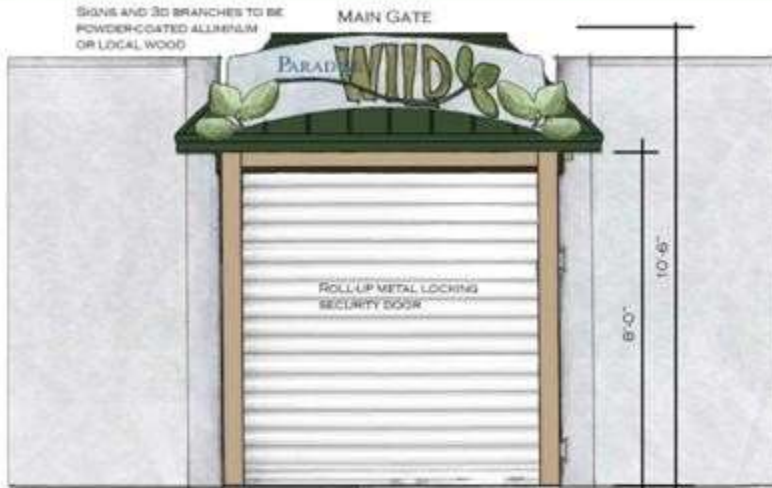 SIGNS AND 3D BRANCHES TO BE
POWDER-COATED ALUMINUM
OR LOCAL WOOD
MAIN GATE
PARADISE
WILD
ROLL-UP METAL LOCKING
SECURITY DOOR
8'-0"
10'-6"